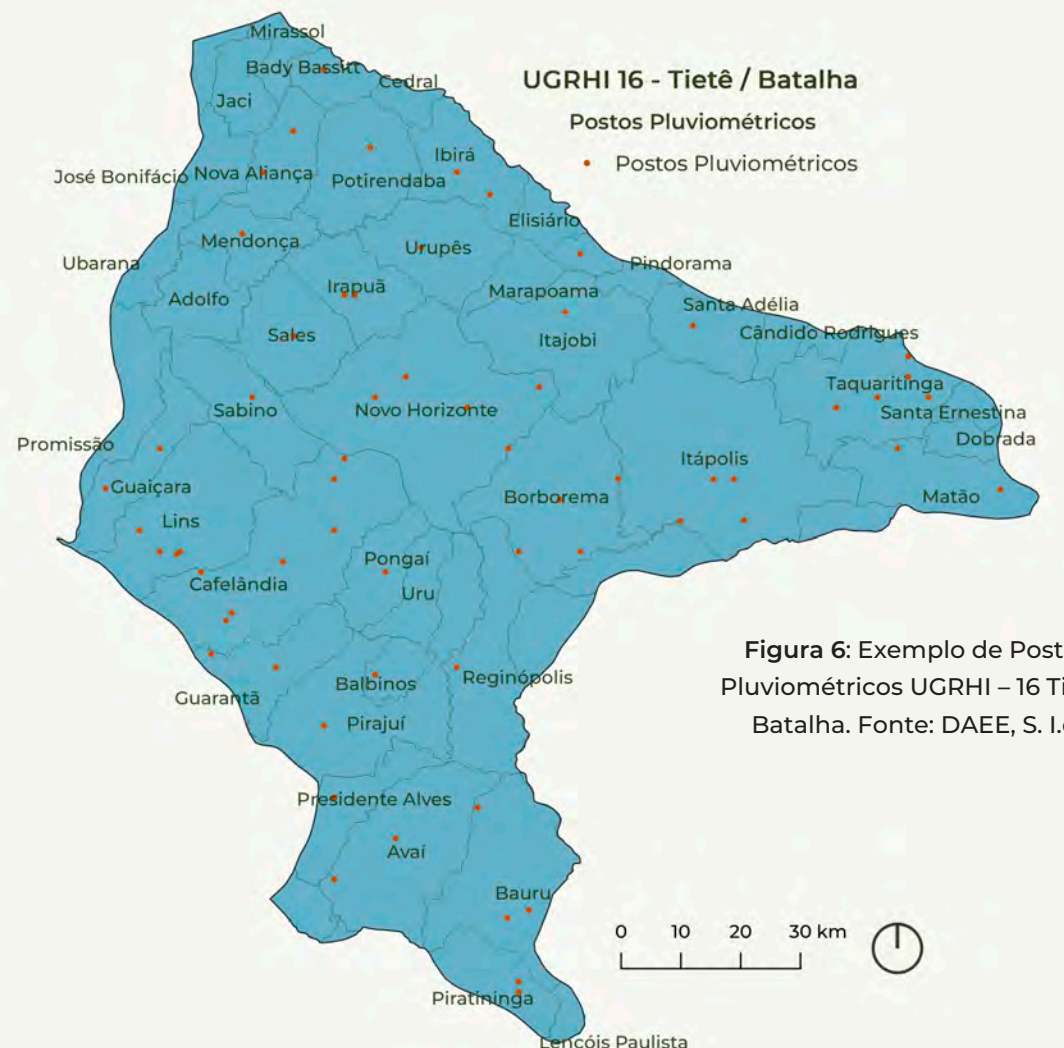 Mirassol
Bady Bassitt
Cedral
UGRHI 16 - Tietê / Batalha
Jaci
Postos Pluviométricos
Ibirá
Postos Pluviométricos
José Bonifácio
Nova Aliança
Potirendaba
Elisiário
Mendonça
Urupês
Ubarana
Pindorama
Adolfo
Irapuã
Marapoama
Santa Adélia
Sales
Itajobi
Cândido Rodrigues
Taquaritinga
Sabino
Novo Horizonte
Santa Ernestina
Promissão
Dobrada
Itápolis
Guaiçara
Borborema
Matão
Lins
Pongaí
Cafelândia
Uru
Figura 6: Exemplo de Post
Reginópolis
Balbinos
Pluviométricos UGRHI – 16 Ti
Guarantã
Pirajuí
Batalha. Fonte: DAEE, S. I.
Presidente Alves
Avaí
Bauru
0 10 20 30 km
Piratininga
Lençóis Paulista